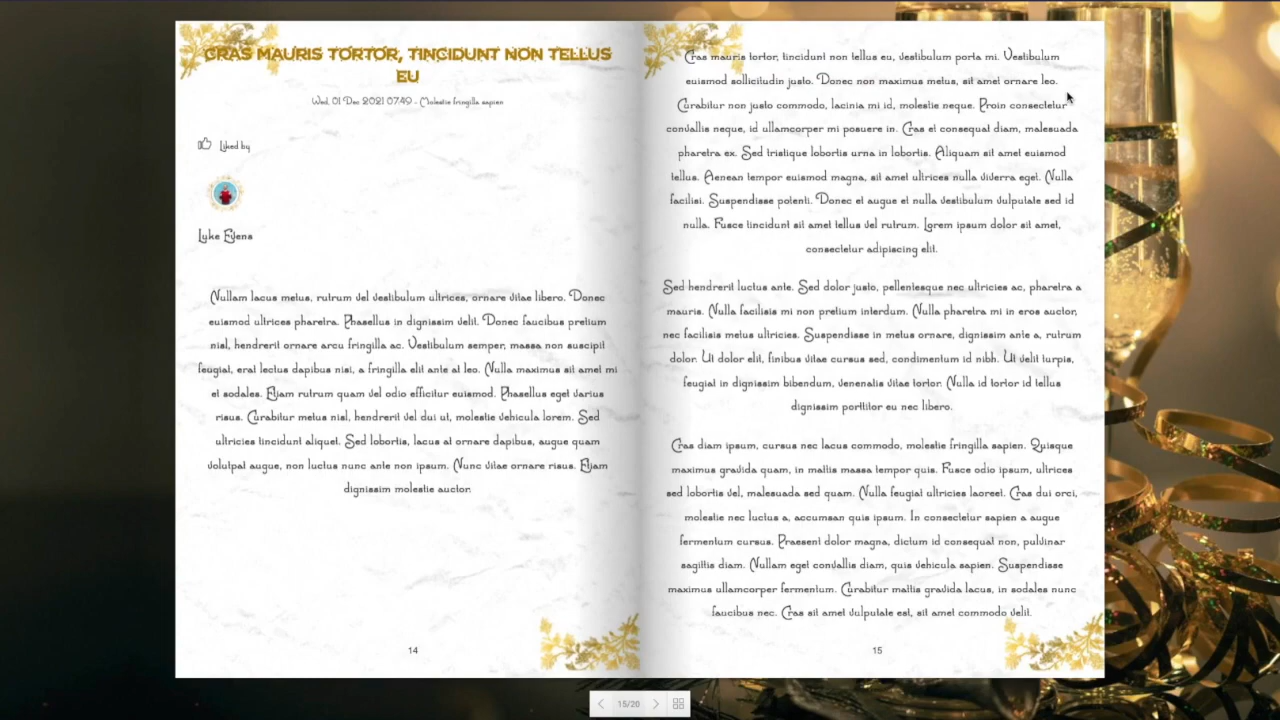 CRAS MAURIS TORTOR, TINCIDUNT NON TELLUS
EU
Wed, 01 Dec 2021 07:49 - Molestie fringilla sapien
Liked by
Luke Evens
Nullam lacus metus, rutrum vel vestibulum ultrices, ornare vitae libero. Donec
euismod ultrices pharetra. Phasellus in dignissim velit. Donec faucibus pretium
nisl, hendrerit ornare arcu fringilla ac. Vestibulum semper, massa non suscipit
feugiat, erat lectus dapibus nisi, a fringilla elit ante at leo. Nulla maximus sit amet mi
et sodales. Etiam rutrum quam vel odio efficitur euismod. Phasellus eget varius
risus. Curabitur metus nisl, hendrerit vel dui ut, molestie vehicula lorem. Sed
ultricies tincidunt aliquet. Sed lobortis, lacus at ornare dapibus, augue quam
volutpat augue, non luctus nunc ante non ipsum. Nunc vitae ornare risus. Etiam
dignissim molestie auctor.
14
Cras mauris tortor, tincidunt non tellus eu, vestibulum porta mi. Vestibulum
euismod sollicitudin justo. Donec non maximus metus, sit amet ornare leo.
Curabitur non justo commodo, lacinia mi id, molestie neque. Proin consectetur
convallis neque, id ullamcorper mi posuere in. Cras et consequat diam, malesuada
pharetra ex. Sed tristique lobortis urna in lobortis. Aliquam sit amet euismod
tellus. Aenean tempor euismod magna, sit amet ultrices nulla viverra eget. Nulla
facilisi. Suspendisse potenti. Donec et augue et nulla vestibulum vulputate sed id
nulla. Fusce tincidunt sit amet tellus vel rutrum. Lorem ipsum dolor sit amet,
consectetur adipiscing elit.
Sed hendrerit luctus ante. Sed dolor justo, pellentesque nec ultricies ac, pharetra a
mauris. Nulla facilisis mi non pretium interdum. Nulla pharetra mi in eros auctor,
nec facilisis metus ultricies. Suspendisse in metus ornare, dignissim ante a, rutrum
dolor. Ut dolor elit, finibus vitae cursus sed, condimentum id nibh. Ut velit turpis,
feugiat in dignissim bibendum, venenatis vitae tortor. Nulla id tortor id tellus
dignissim porttitor eu nec libero.
Cras diam ipsum, cursus nec lacus commodo, molestie fringilla sapien. Quisque
maximus gravida quam, in mattis massa tempor quis. Fusce odio ipsum, ultrices
sed lobortis vel, malesuada sed quam. Nulla feugiat ultricies laoreet. Cras dui orci,
molestie nec luctus a, accumsan quis ipsum. In consectetur sapien a augue
fermentum cursus. Praesent dolor magna, dictum id consequat non, pulvinar
sagittis diam. Nullam eget convallis diam, quis vehicula sapien. Suspendisse
maximus ullamcorper fermentum. Curabitur mattis gravida lacus, in sodales nunc
faucibus nec. Cras sit amet vulputate est, sit amet commodo velit.
15
15/20